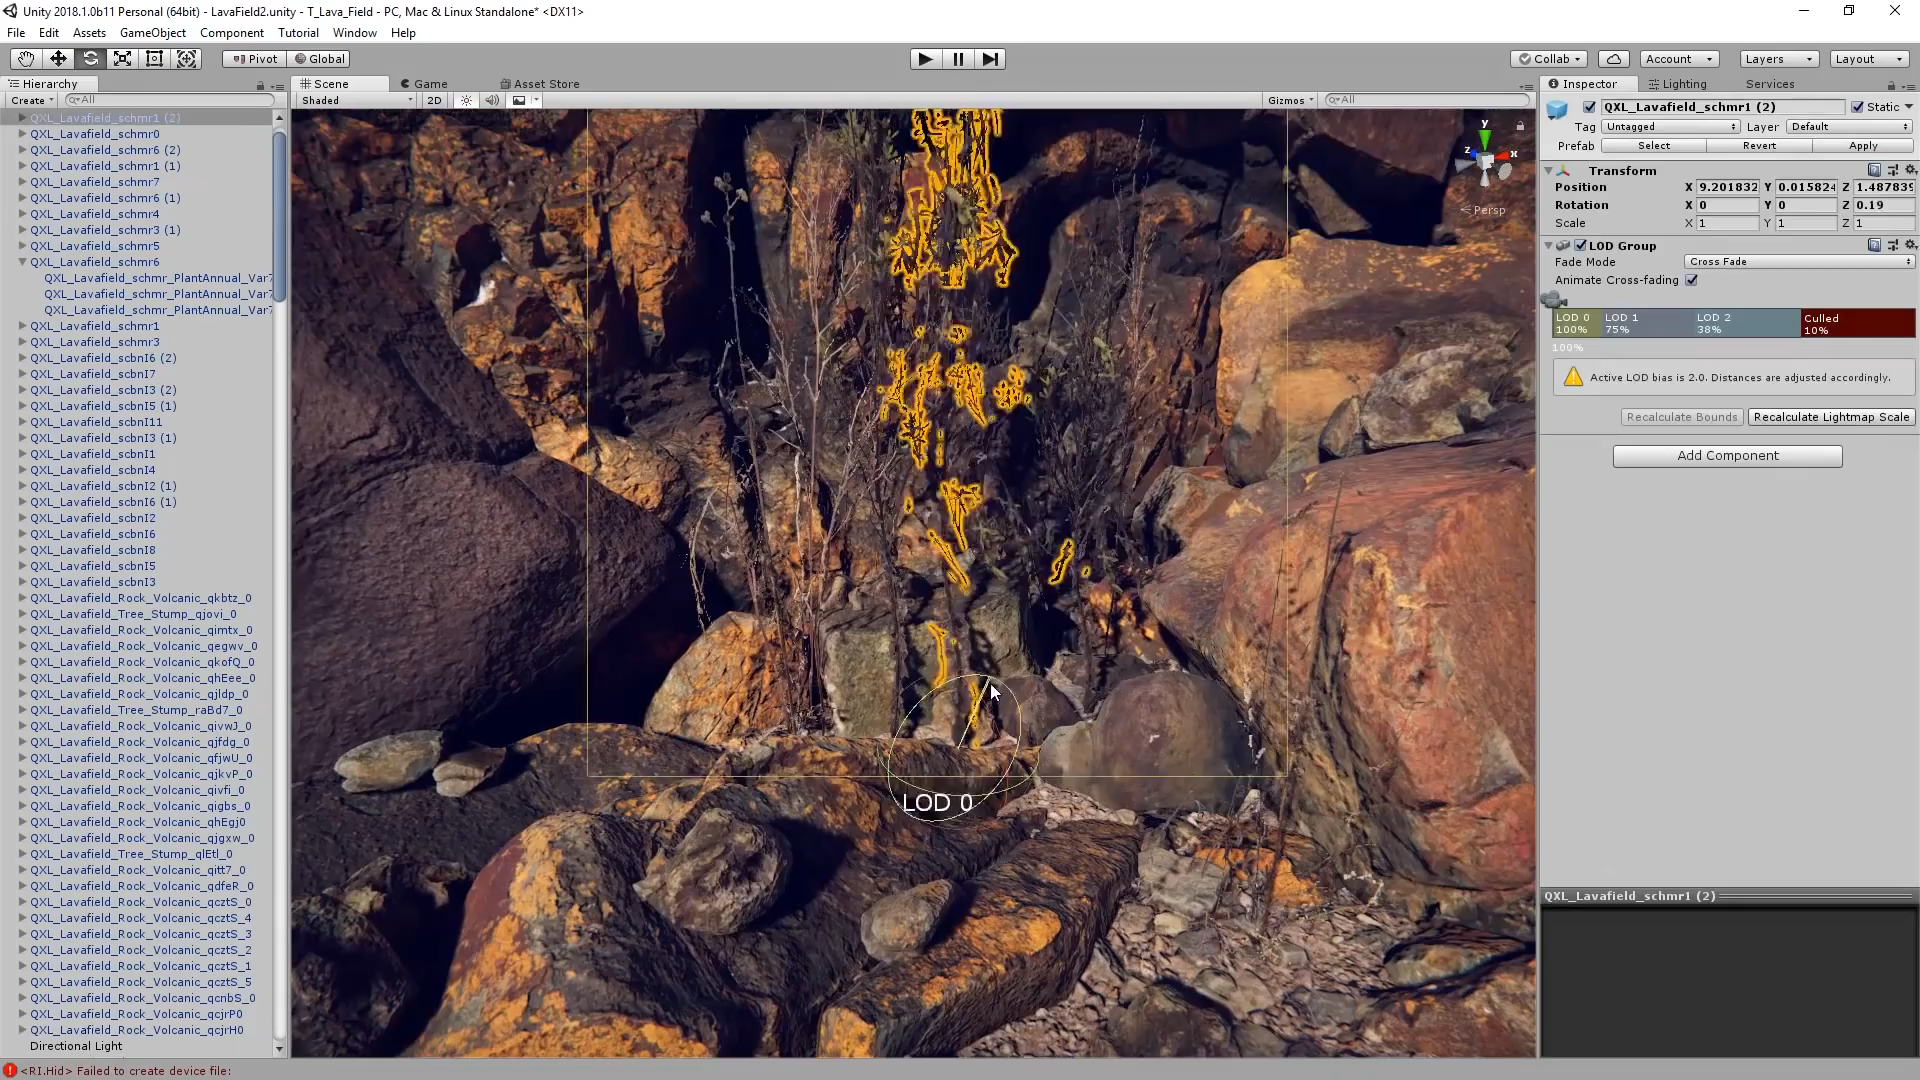 Unity 2018.1.0b11 Personal (64bit) - LavaField2.unity - T_Lava_Field - PC, Mac & Linux Standalone* <DX11>
File Edit Assets GameObject Component Tutorial Window Help
Pivot Global Collab Account Layers Layout
Hierarchy
Create All
QXL_Lavafield_schmr1 (2)
QXL_Lavafield_schmr0
QXL_Lavafield_schmr6 (2)
QXL_Lavafield_schmr1 (1)
QXL_Lavafield_schmr7
QXL_Lavafield_schmr6 (1)
QXL_Lavafield_schmr4
QXL_Lavafield_schmr3 (1)
QXL_Lavafield_schmr5
QXL_Lavafield_schmr6
QXL_Lavafield_schmr_PlantAnnual_Var7
QXL_Lavafield_schmr_PlantAnnual_Var7
QXL_Lavafield_schmr_PlantAnnual_Var7
QXL_Lavafield_schmr1
QXL_Lavafield_schmr3
QXL_Lavafield_scbnI6 (2)
QXL_Lavafield_scbnI7
QXL_Lavafield_scbnI3 (2)
QXL_Lavafield_scbnI5 (1)
QXL_Lavafield_scbnI11
QXL_Lavafield_scbnI3 (1)
QXL_Lavafield_scbnI1
QXL_Lavafield_scbnI4
QXL_Lavafield_scbnI2 (1)
QXL_Lavafield_scbnI6 (1)
QXL_Lavafield_scbnI2
QXL_Lavafield_scbnI6
QXL_Lavafield_scbnI8
QXL_Lavafield_scbnI5
QXL_Lavafield_scbnI3
QXL_Lavafield_Rock_Volcanic_qkbtz_0
QXL_Lavafield_Tree_Stump_qjovi_0
QXL_Lavafield_Rock_Volcanic_qimtx_0
QXL_Lavafield_Rock_Volcanic_qegwv_0
QXL_Lavafield_Rock_Volcanic_qkofQ_0
QXL_Lavafield_Rock_Volcanic_qhEee_0
QXL_Lavafield_Rock_Volcanic_qjldp_0
QXL_Lavafield_Tree_Stump_raBd7_0
QXL_Lavafield_Rock_Volcanic_qivwJ_0
QXL_Lavafield_Rock_Volcanic_qjfdg_0
QXL_Lavafield_Rock_Volcanic_qfjwU_0
QXL_Lavafield_Rock_Volcanic_qjkvP_0
QXL_Lavafield_Rock_Volcanic_qivfi_0
QXL_Lavafield_Rock_Volcanic_qigbs_0
QXL_Lavafield_Rock_Volcanic_qhEgj0
QXL_Lavafield_Rock_Volcanic_qjgxw_0
QXL_Lavafield_Tree_Stump_qlEtl_0
QXL_Lavafield_Rock_Volcanic_qitt7_0
QXL_Lavafield_Rock_Volcanic_qdfeR_0
QXL_Lavafield_Rock_Volcanic_qcztS_0
QXL_Lavafield_Rock_Volcanic_qcztS_4
QXL_Lavafield_Rock_Volcanic_qcztS_3
QXL_Lavafield_Rock_Volcanic_qcztS_2
QXL_Lavafield_Rock_Volcanic_qcztS_1
QXL_Lavafield_Rock_Volcanic_qcztS_5
QXL_Lavafield_Rock_Volcanic_qcnbS_0
QXL_Lavafield_Rock_Volcanic_qcjrP0
QXL_Lavafield_Rock_Volcanic_qcjrH0
Directional Light
Scene Game Asset Store
Shaded 2D Gizmos All
y
z x
Persp
LOD 0
Inspector Lighting Services
QXL_Lavafield_schmr1 (2) Static
Tag Untagged Layer Default
Prefab Select Revert Apply
Transform
Position X 9.201832 Y 0.015824 Z 1.487839
Rotation X 0 Y 0 Z 0.19
Scale X 1 Y 1 Z 1
LOD Group
Fade Mode Cross Fade
Animate Cross-fading
LOD 0 LOD 1 LOD 2 Culled
100% 75% 38% 10%
100%
Active LOD bias is 2.0. Distances are adjusted accordingly.
Recalculate Bounds Recalculate Lightmap Scale
Add Component
QXL_Lavafield_schmr1 (2)
<RI.Hid> Failed to create device file: